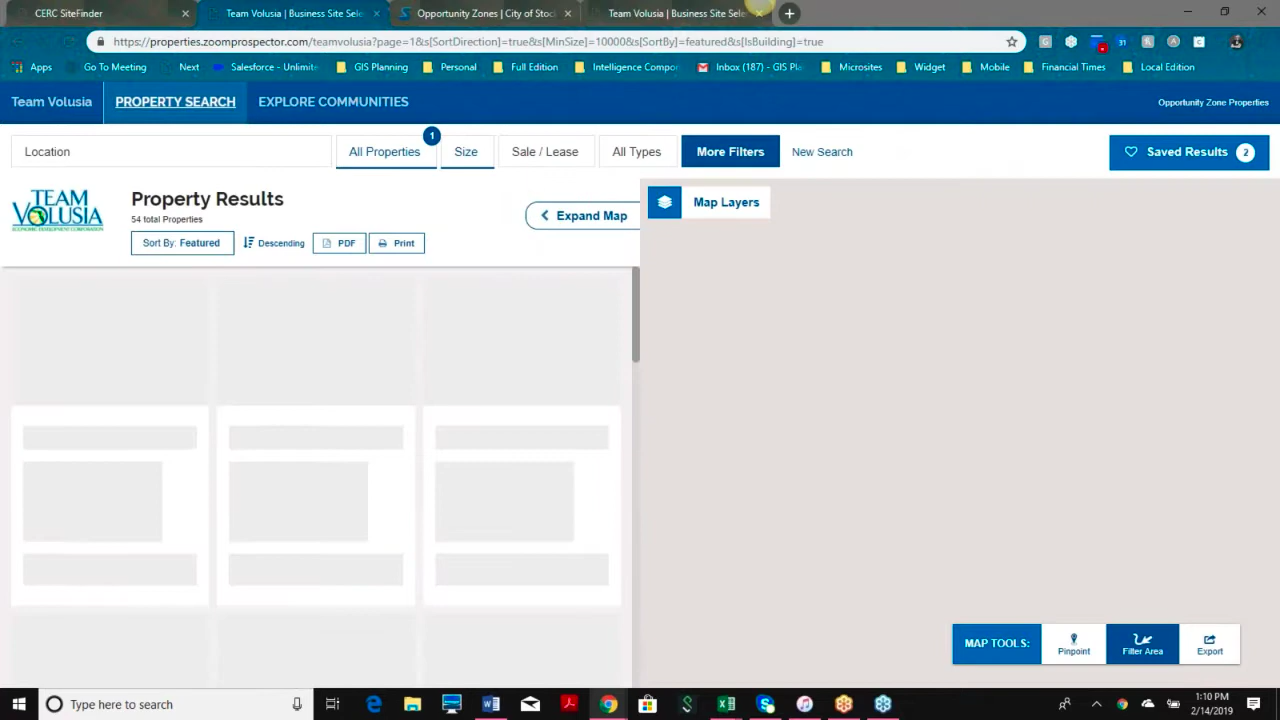 CERC SiteFinder
Team Volusia | Business Site Sele
Opportunity Zones | City of Stock
Team Volusia | Business Site Sele
https://properties.zoomprospector.com/teamvolusia?page=1&s[SortDirection]=true&s[MinSize]=10000&s[SortBy]=featured&s[IsBuilding]=true
Apps
Go To Meeting
Next
Salesforce - Unlimite
GIS Planning
Personal
Full Edition
Intelligence Compor
Inbox (187) - GIS Pla
Microsites
Widget
Mobile
Financial Times
Local Edition
Team Volusia
PROPERTY SEARCH
EXPLORE COMMUNITIES
Opportunity Zone Properties
Location
All Properties
1
Size
Sale / Lease
All Types
More Filters
New Search
Saved Results 2
TEAM
VOLUSIA
ECONOMIC DEVELOPMENT CORPORATION
Property Results
54 total Properties
Sort By: Featured
Descending
PDF
Print
Expand Map
Map Layers
MAP TOOLS:
Pinpoint
Filter Area
Export
Type here to search
1:10 PM
2/14/2019